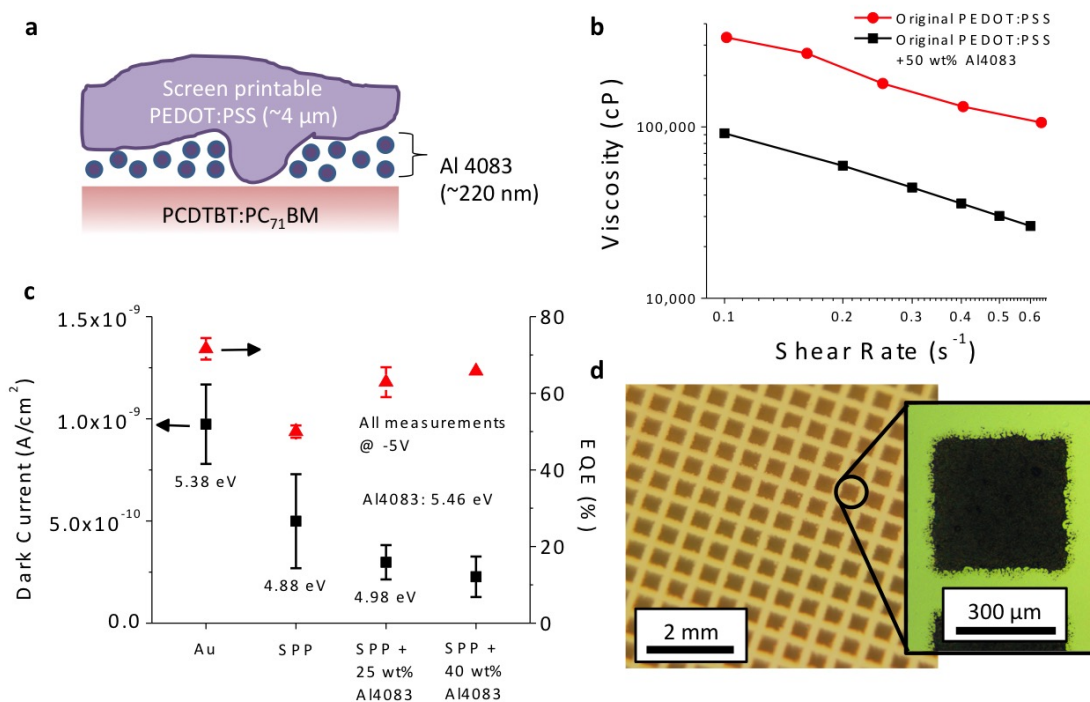 a
Screen printable
PEDOT:PSS (~4 µm)
Al 4083
(~220 nm)
PCDTBT:PC₇₁BM
b
Original PEDOT:PSS
Original PEDOT:PSS
+50 wt% Al4083
Viscosity (cP)
100,000
10,000
0.1
0.2
0.3
0.4
0.5
0.6
Shear Rate (s⁻¹)
c
Dark Current (A/cm²)
1.5x10⁻⁹
1.0x10⁻⁹
5.0x10⁻¹⁰
0.0
80
60
40
20
0
EQE (%)
All measurements
@ -5V
5.38 eV
Al4083: 5.46 eV
4.88 eV
4.98 eV
Au
SPP
SPP +
25 wt%
Al4083
SPP +
40 wt%
Al4083
d
2 mm
300 µm